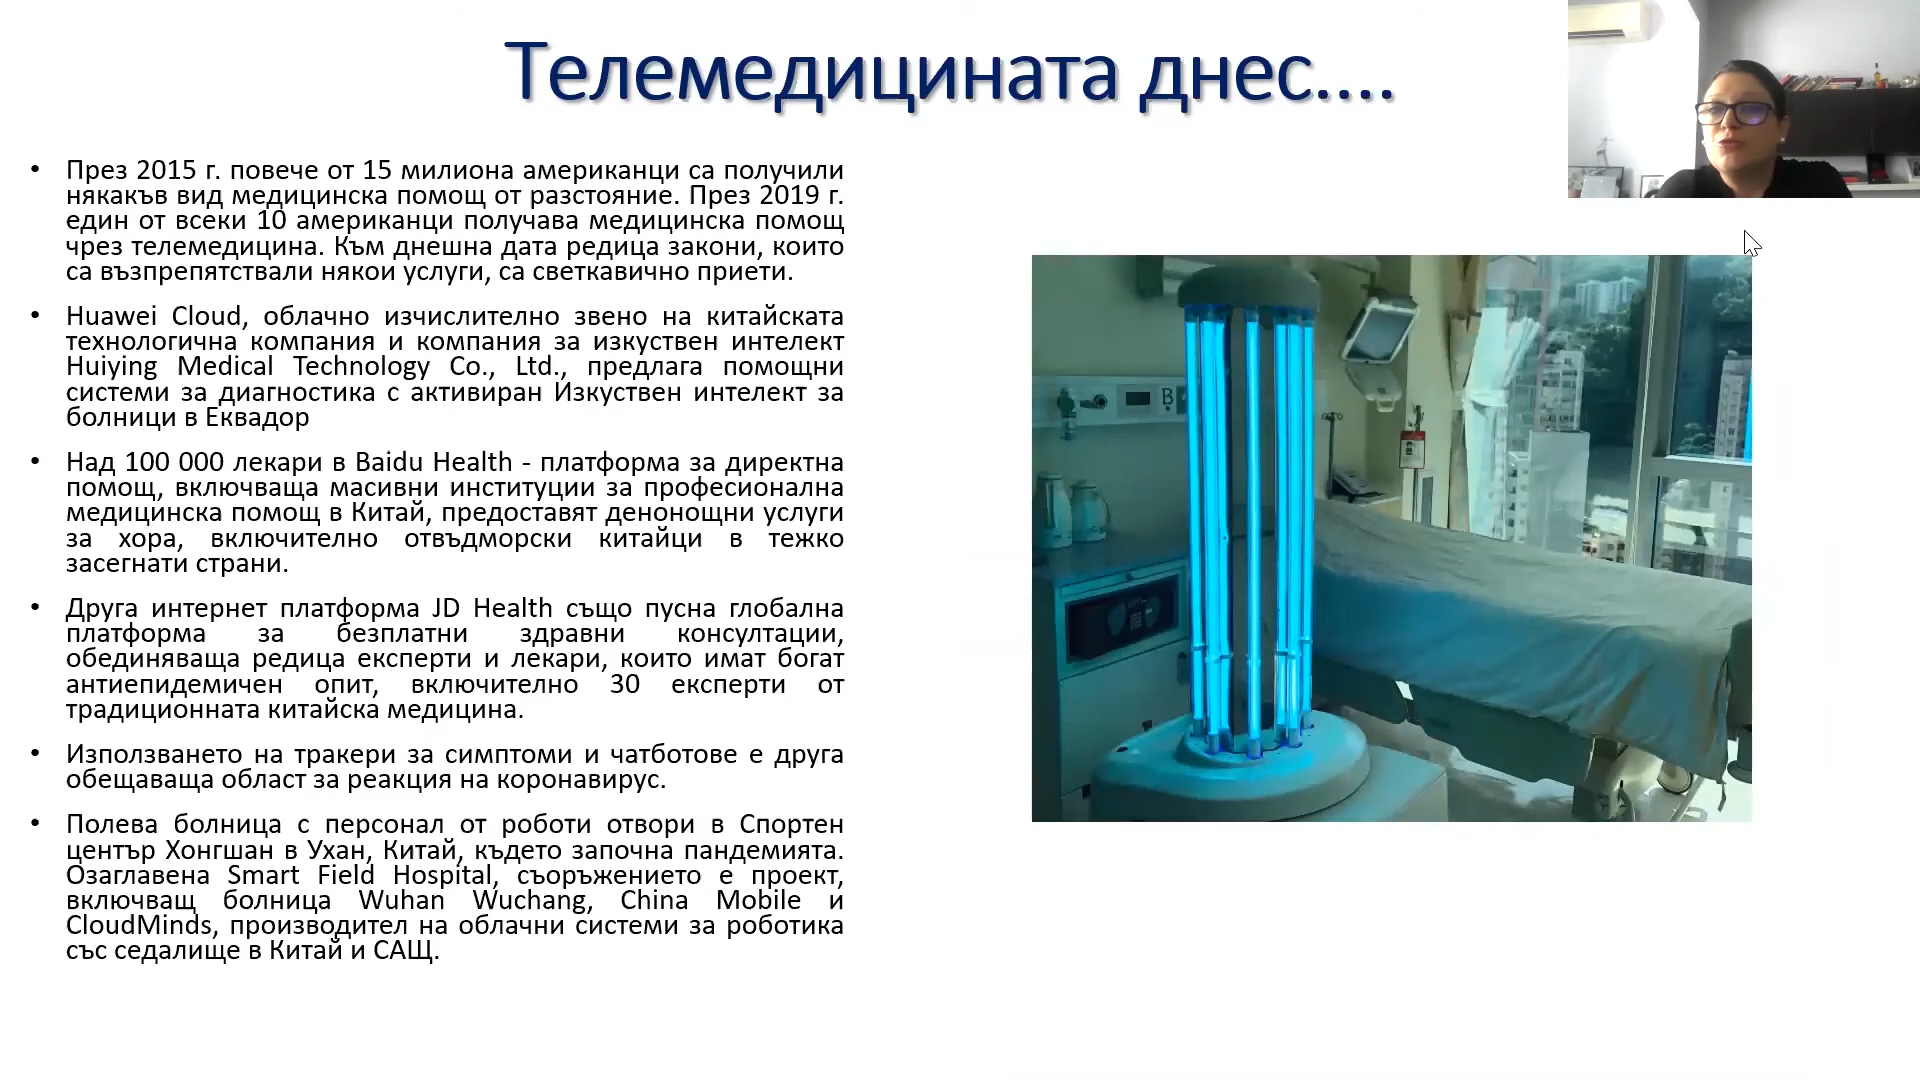 Телемедицината днес....
• През 2015 г. повече от 15 милиона американци са получили
някакъв вид медицинска помощ от разстояние. През 2019 г.
един от всеки 10 американци получава медицинска помощ
чрез телемедицина. Към днешна дата редица закони, които
са възпрепятствали някои услуги, са светкавично приети.
• Huawei Cloud, облачно изчислително звено на китайската
технологична компания и компания за изкуствен интелект
Huiying Medical Technology Co., Ltd., предлага помощни
системи за диагностика с активиран Изкуствен интелект за
болници в Еквадор
• Над 100 000 лекари в Baidu Health - платформа за директна
помощ, включваща масивни институции за професионална
медицинска помощ в Китай, предоставят денонощни услуги
за хора, включително отвъдморски китайци в тежко
засегнати страни.
• Друга интернет платформа JD Health също пусна глобална
платформа за безплатни здравни консултации,
обединяваща редица експерти и лекари, които имат богат
антиепидемичен опит, включително 30 експерти от
традиционната китайска медицина.
• Използването на тракери за симптоми и чатботове е друга
обещаваща област за реакция на коронавирус.
• Полева болница с персонал от роботи отвори в Спортен
център Хонгшан в Ухан, Китай, където започна пандемията.
Озаглавена Smart Field Hospital, съоръжението е проект,
включващ болница Wuhan Wuchang, China Mobile и
CloudMinds, производител на облачни системи за роботика
със седалище в Китай и САЩ.
B